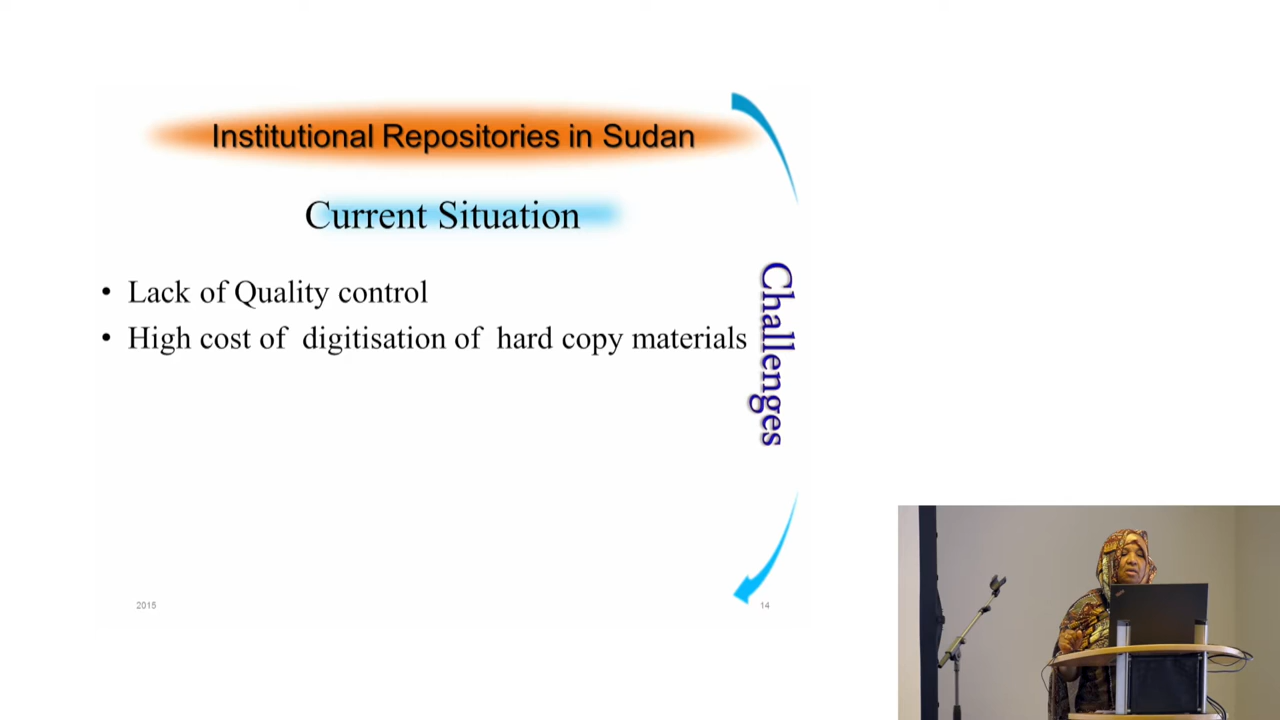 Institutional Repositories in Sudan
Current Situation
• Lack of Quality control
• High cost of digitisation of hard copy materials
Challenges
2015
14